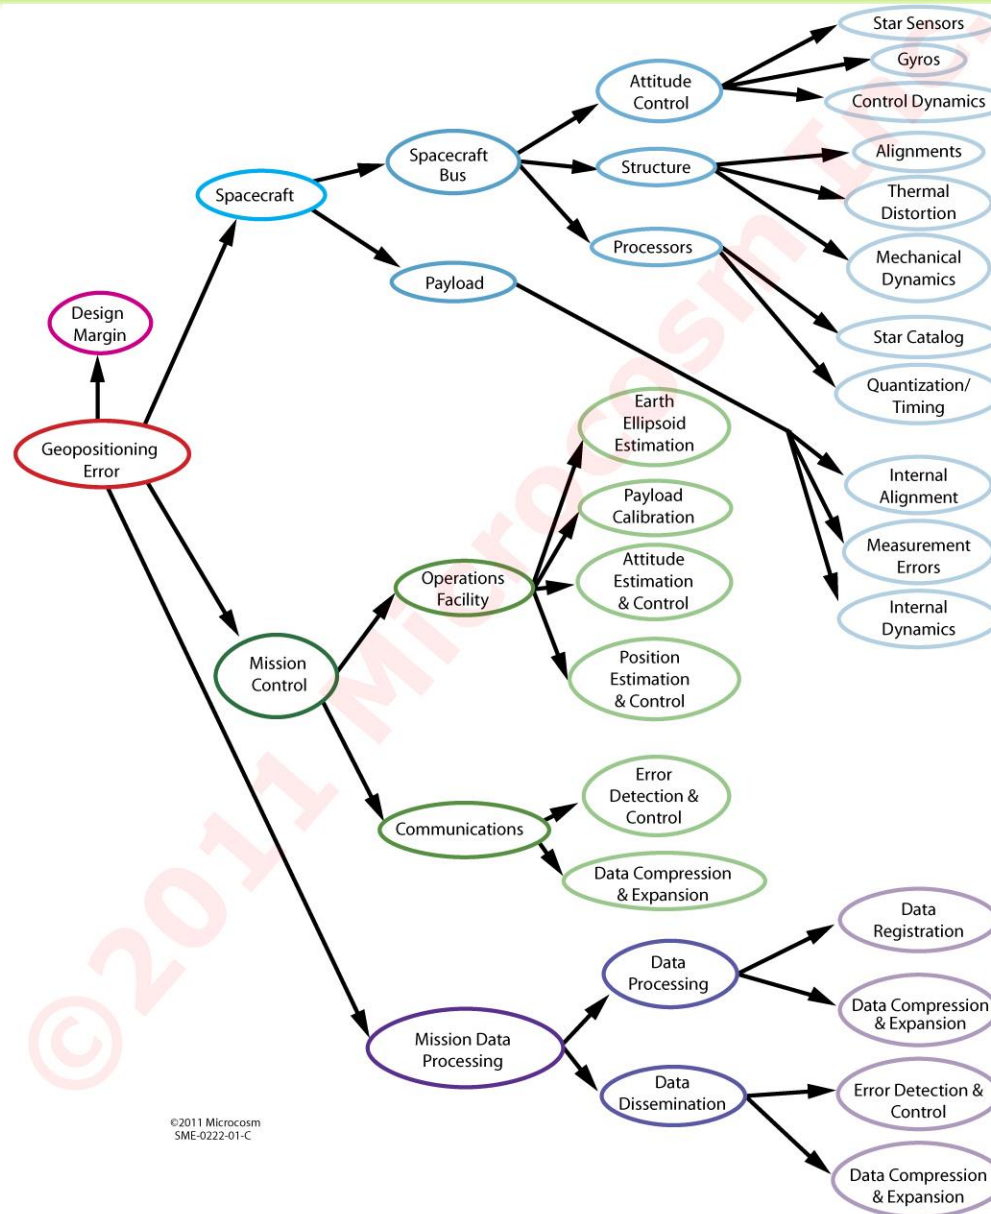 Star Sensors
Gyros
Control Dynamics
Attitude
Control
Spacecraft
Bus
Structure
Alignments
Thermal
Distortion
Spacecraft
Processors
Mechanical
Dynamics
Payload
Design
Margin
Star Catalog
Quantization/
Timing
Earth
Ellipsoid
Estimation
Geopositioning
Error
Internal
Alignment
Payload
Calibration
Measurement
Errors
Operations
Facility
Attitude
Estimation
& Control
Internal
Dynamics
Mission
Control
Position
Estimation
& Control
Error
Detection &
Control
Communications
Data Compression
& Expansion
Data
Registration
Data
Processing
Data Compression
& Expansion
Mission Data
Processing
Data
Dissemination
Error Detection &
Control
Data Compression
& Expansion
©2011 Microcosm
SME-0222-01-C
©2011 Microcosm Inc.